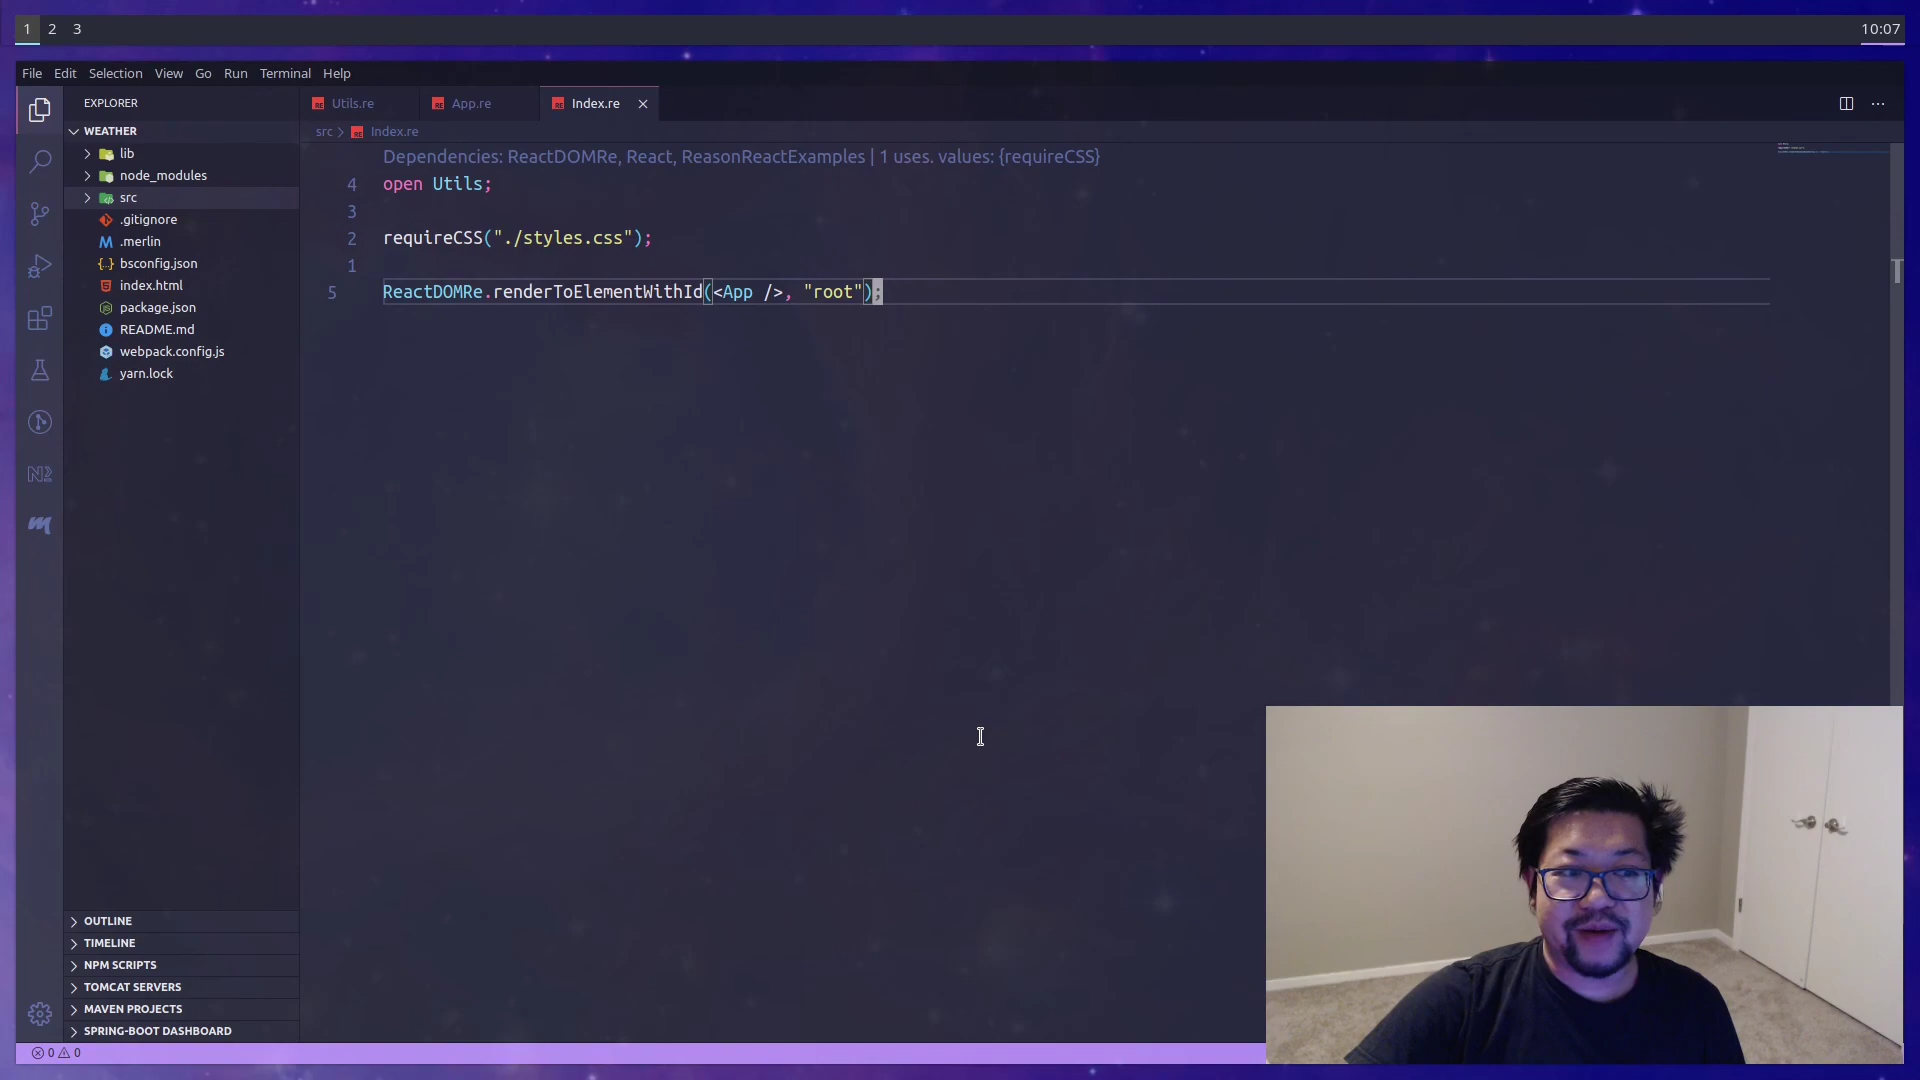 1 2 3
10:07
File Edit Selection View Go Run Terminal Help
EXPLORER
WEATHER
lib
node_modules
src
.gitignore
.merlin
bsconfig.json
index.html
package.json
README.md
webpack.config.js
yarn.lock
OUTLINE
TIMELINE
NPM SCRIPTS
TOMCAT SERVERS
MAVEN PROJECTS
SPRING-BOOT DASHBOARD
Utils.re App.re Index.re
src > Index.re
Dependencies: ReactDOMRe, React, ReasonReactExamples | 1 uses. values: {requireCSS}
4 open Utils;
3
2 requireCSS("./styles.css");
1
5 ReactDOMRe.renderToElementWithId(<App />, "root");
0 0